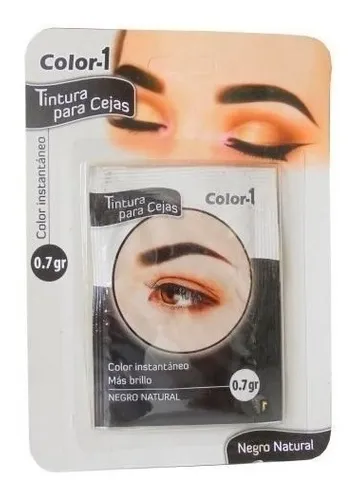 Color-1
Tintura
para Cejas
Color instantáneo
0.7gr
Tintura
para Cejas
Color-1
Color instantáneo
Más brillo
NEGRO NATURAL
0.7gr
Negro Natural